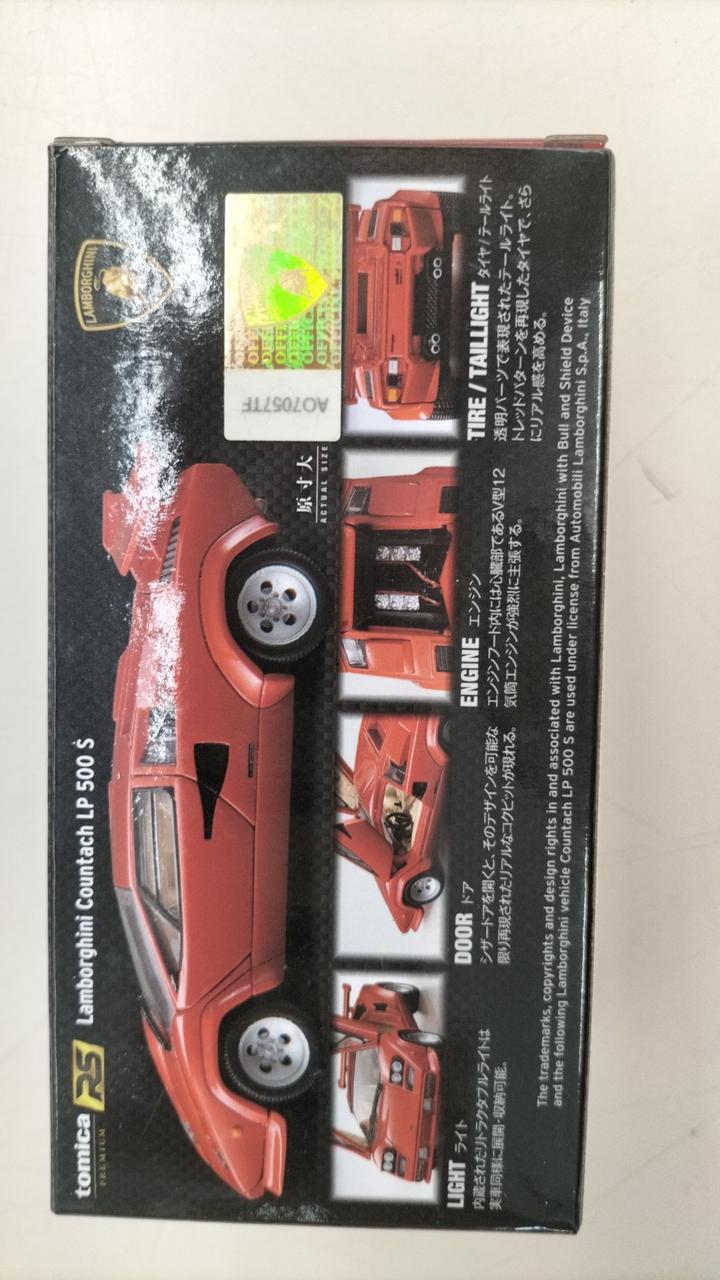 tomica RS
PREMIUM
Lamborghini Countach LP 500 S
LAMBORGHINI
AO7057TF
原寸大
ACTUAL SIZE
LIGHT ライト
内蔵されたリトラクタブルライトは
実車同様に展開・収納可能。
DOOR ドア
シザードアを開くと、そのデザインを可能な
限り再現されたリアルなコクピットが現れる。
ENGINE エンジン
エンジンフード内には心臓部であるV型12
気筒エンジンが強烈に主張する。
TIRE / TAILLIGHT タイヤ / テールライト
透明パーツで表現されたテールライト。
トレッドパターンを再現したタイヤで、さら
にリアル感を高める。
The trademarks, copyrights and design rights in and associated with Lamborghini, Lamborghini with Bull and Shield Device
and the following Lamborghini vehicle Countach LP 500 S are used under license from Automobili Lamborghini S.p.A., Italy